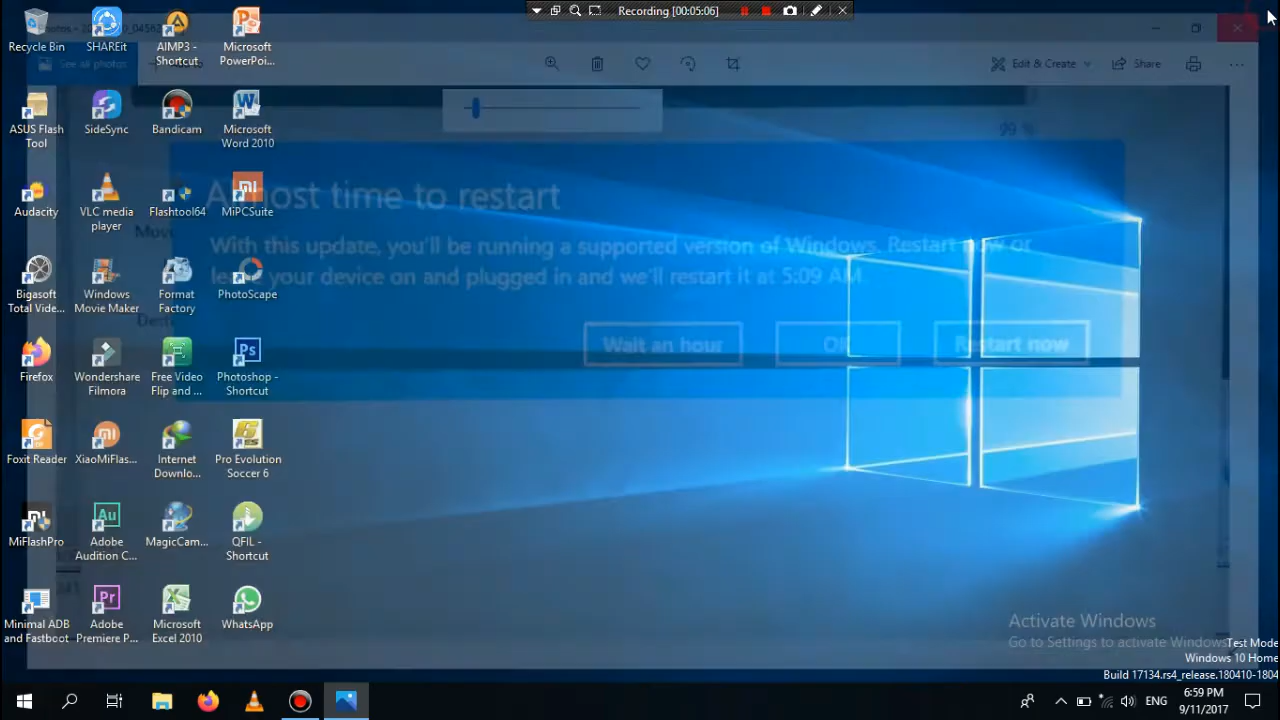 Recording [00:05:06]
See all photos
Edit & Create
Share
99 %
Almost time to restart
With this update, you'll be running a supported version of Windows. Restart now or
leave your device on and plugged in and we'll restart it at 5:09 AM.
Wait an hour
OK
Restart now
Recycle Bin
SHAREit
AIMP3 -
Shortcut
Microsoft
PowerPoi...
ASUS Flash
Tool
SideSync
Bandicam
Microsoft
Word 2010
Audacity
VLC media
player
Flashtool64
MiPCSuite
Bigasoft
Total Vide...
Windows
Movie Maker
Format
Factory
PhotoScape
Firefox
Wondershare
Filmora
Free Video
Flip and ...
Photoshop -
Shortcut
Foxit Reader
XiaoMiFlas...
Internet
Downlo...
Pro Evolution
Soccer 6
MiFlashPro
Adobe
Audition C...
MagicCam...
QFIL -
Shortcut
Minimal ADB
and Fastboot
Adobe
Premiere P...
Microsoft
Excel 2010
WhatsApp
Activate Windows
Go to Settings to activate Windows
Test Mode
Windows 10 Home
Build 17134.rs4_release.180410-1804
ENG
6:59 PM
9/11/2017